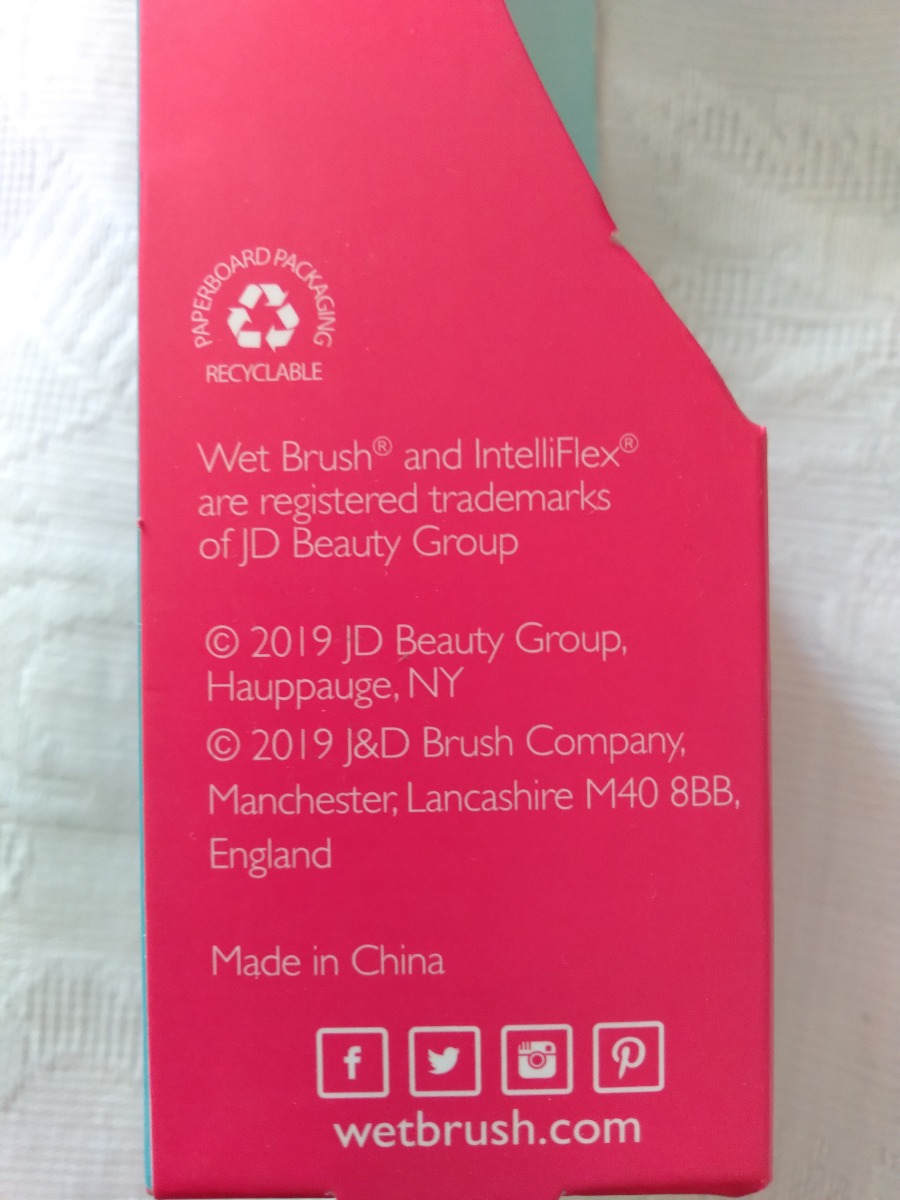 PAPERBOARD PACKAGING
RECYCLABLE
Wet Brush® and IntelliFlex®
are registered trademarks
of JD Beauty Group
© 2019 JD Beauty Group,
Hauppauge, NY
© 2019 J&D Brush Company,
Manchester, Lancashire M40 8BB,
England
Made in China
wetbrush.com